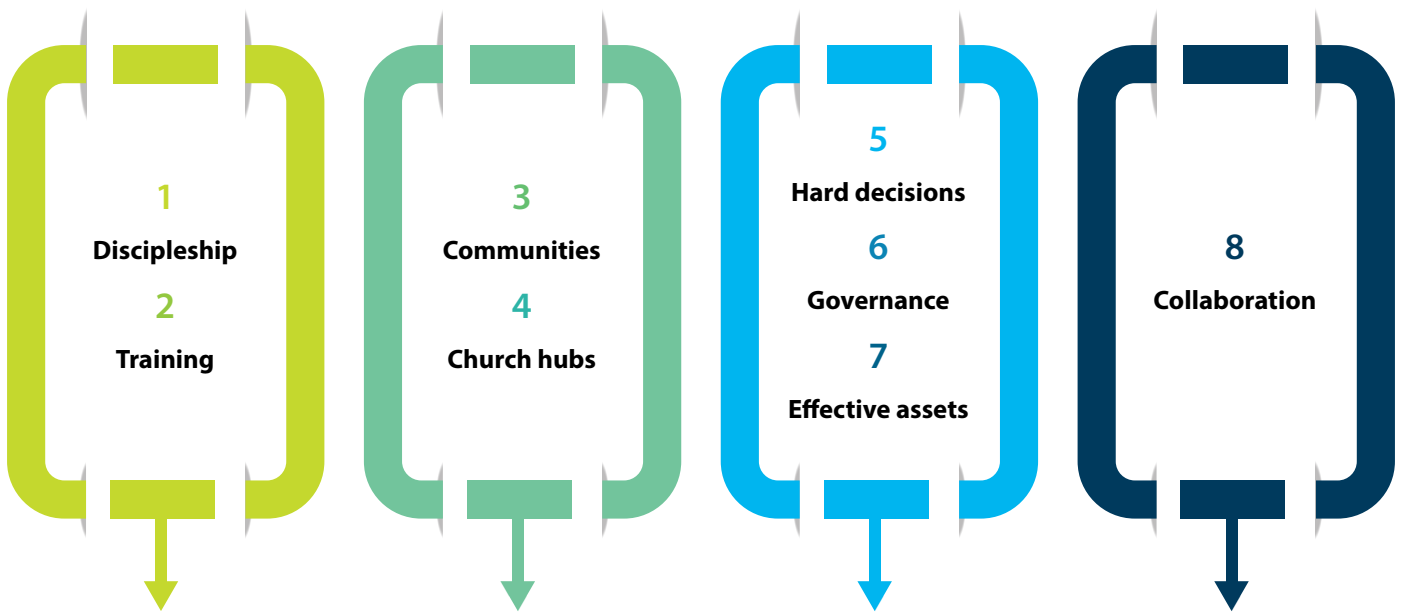 1
Discipleship
2
Training
3
Communities
4
Church hubs
5
Hard decisions
6
Governance
7
Effective assets
8
Collaboration